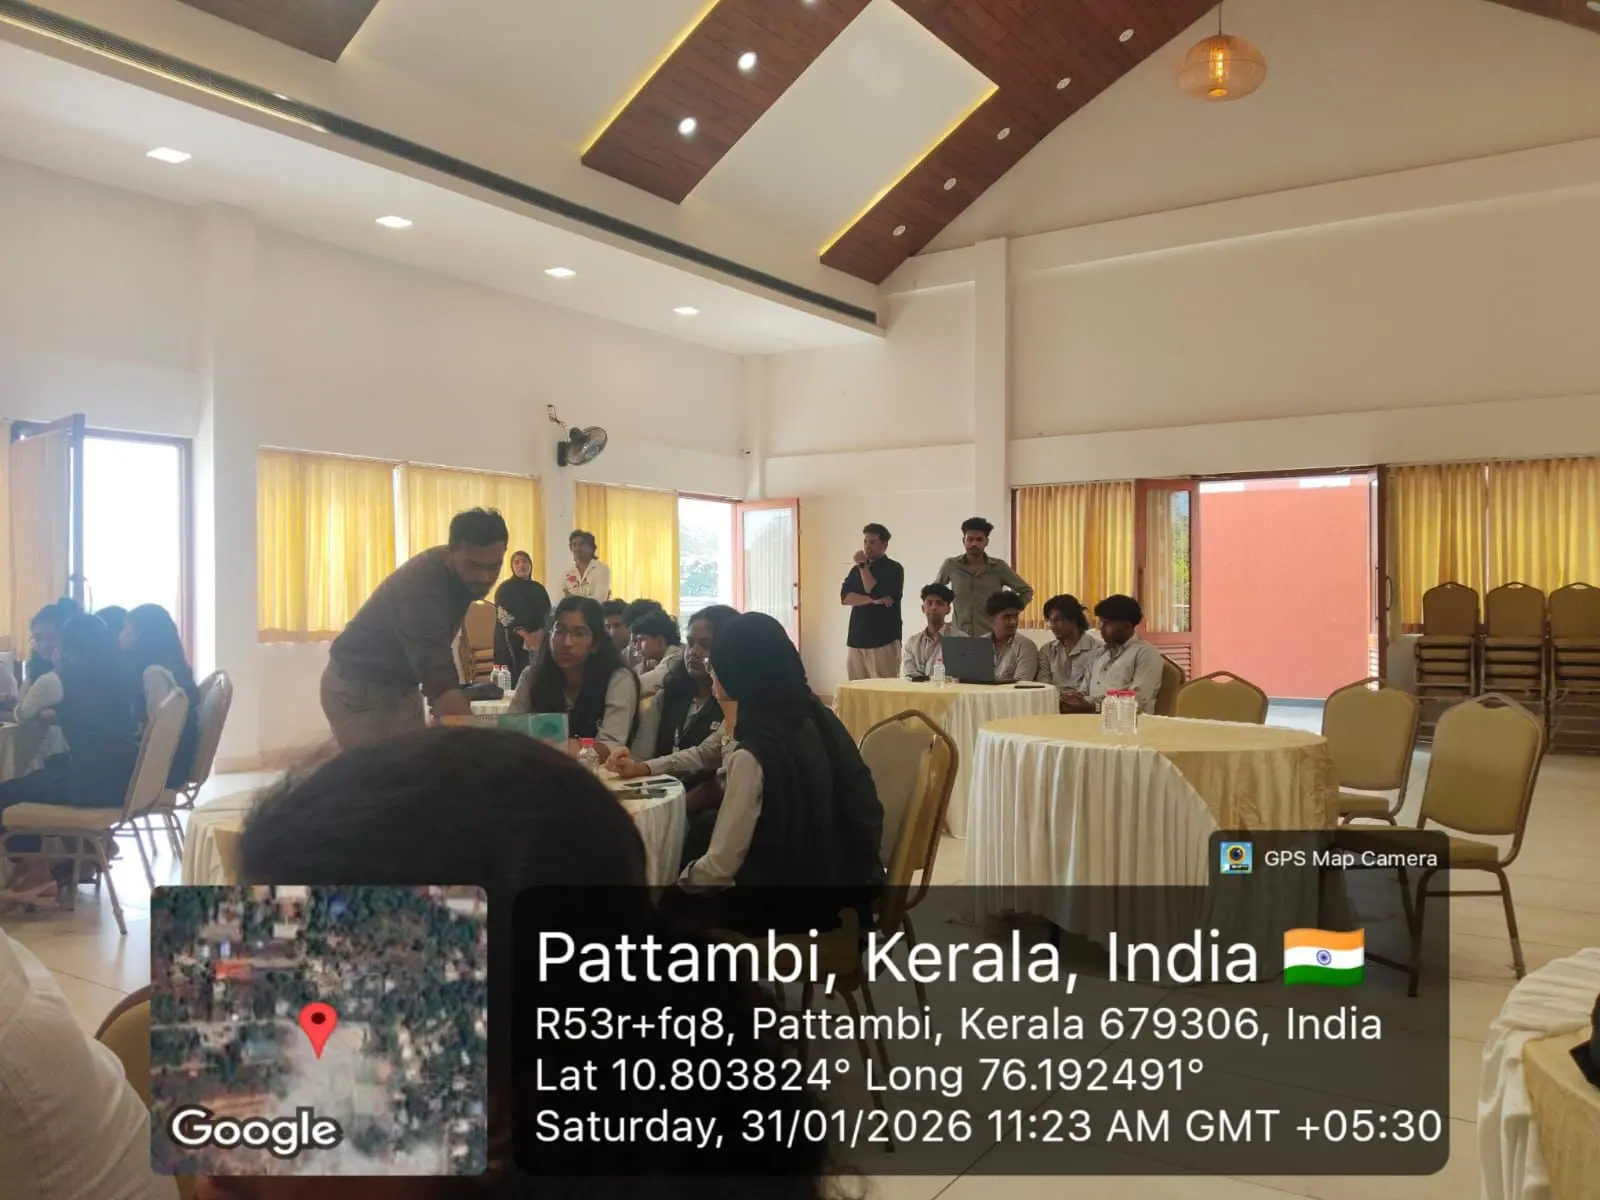 GPS Map Camera
Pattambi, Kerala, India
R53r+fq8, Pattambi, Kerala 679306, India
Lat 10.803824° Long 76.192491°
Saturday, 31/01/2026 11:23 AM GMT +05:30
Google